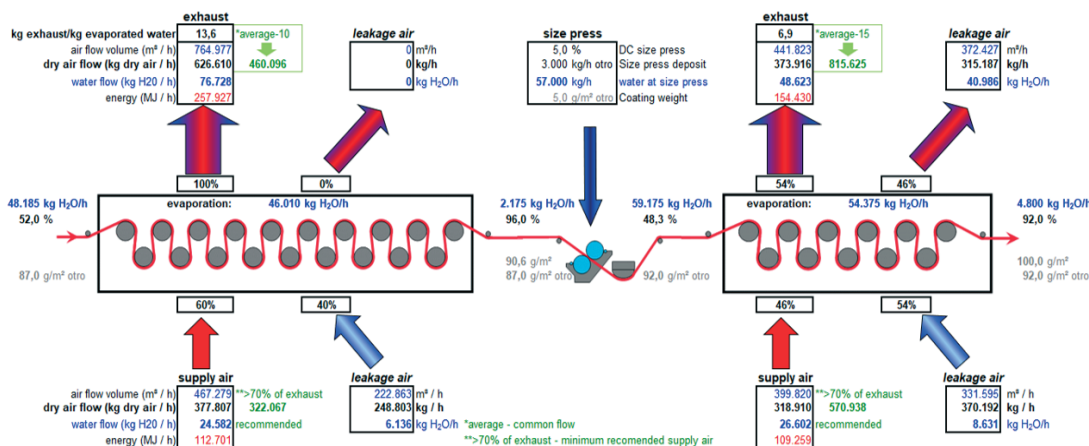 exhaust
kg exhaust/kg evaporated water 13,6 *average-10
air flow volume (m³ / h) 764.977
dry air flow (kg dry air / h) 626.610 460.096
water flow (kg H20 / h) 76.728
energy (MJ / h) 257.927
leakage air
0 m³/h
0 kg/h
0 kg H₂O/h
size press
5,0 % DC size press
3.000 kg/h otro Size press deposit
57.000 kg/h water at size press
5,0 g/m² otro Coating weight
exhaust
6,9 *average-15
441.823
373.916 815.625
48.623
154.430
leakage air
372.427 m³/h
315.187 kg/h
40.986 kg H₂O/h
100% 0% 54% 46%
48.185 kg H₂O/h evaporation: 46.010 kg H₂O/h 2.175 kg H₂O/h 59.175 kg H₂O/h evaporation: 54.375 kg H₂O/h 4.800 kg H₂O/h
52,0 % 96,0 % 48,3 % 92,0 %
90,6 g/m² 100,0 g/m²
87,0 g/m² otro 87,0 g/m² otro 92,0 g/m² otro 92,0 g/m² otro
60% 40% 46% 54%
supply air
air flow volume (m³ / h) 467.279 **>70% of exhaust
dry air flow (kg dry air / h) 377.807 322.067
water flow (kg H20 / h) 24.582 recommended
energy (MJ / h) 112.701
leakage air
222.863 m³ / h
248.803 kg / h
6.136 kg H₂O/h
*average - common flow
**>70% of exhaust - minimum recomended supply air
supply air
399.820 **>70% of exhaust
318.910 570.938
26.602 recommended
109.259
leakage air
331.595 m³ / h
370.192 kg / h
8.631 kg H₂O/h